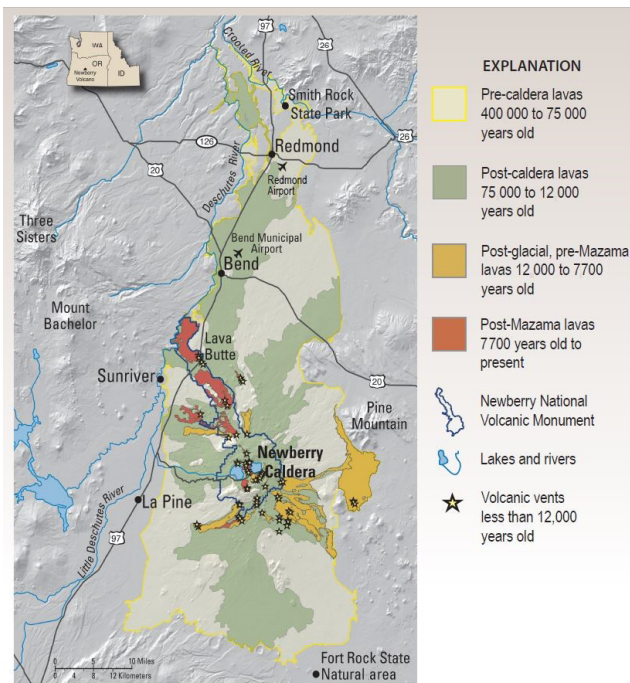 WA
OR
Newberry
Volcano
ID
97
26
Crooked River
Smith Rock
State Park
126
26
Redmond
20
Deschutes River
Redmond
Airport
Three
Sisters
Bend Municipal
Airport
Bend
Mount
Bachelor
Lava
Butte
Sunriver
20
Pine
Mountain
Newberry
Caldera
La Pine
Little Deschutes River
97
0 5 10 Miles
0 4 8 12 Kilometers
Fort Rock State
Natural area
EXPLANATION
Pre-caldera lavas
400 000 to 75 000
years old
Post-caldera lavas
75 000 to 12 000
years old
Post-glacial, pre-Mazama
lavas 12 000 to 7700
years old
Post-Mazama lavas
7700 years old to
present
Newberry National
Volcanic Monument
Lakes and rivers
Volcanic vents
less than 12,000
years old